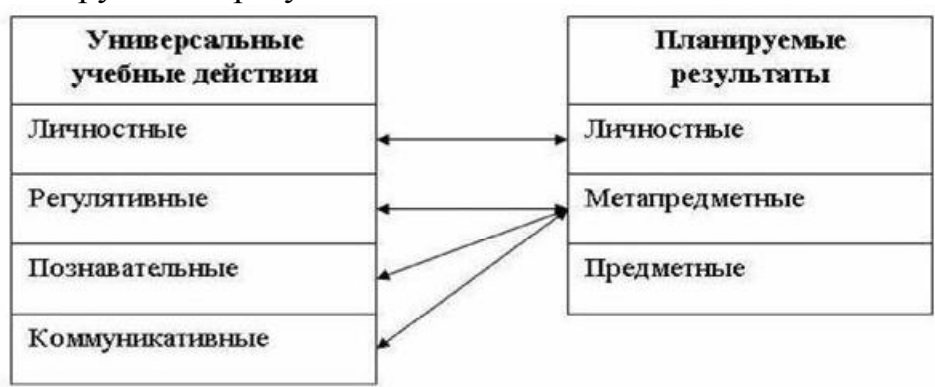 Универсальные
учебные действия
Личностные
Регулятивные
Познавательные
Коммуникативные
Планируемые
результаты
Личностные
Метапредметные
Предметные